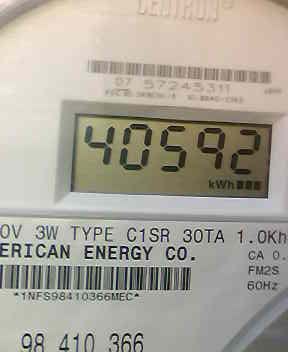 CENTRON®
07 57245311
40592
kWh
0V 3W TYPE C1SR 30TA 1.0Kh
ERICAN ENERGY CO.
CA 0.
FM2S
60Hz
*1NFS98410366MEC*
98 410 366